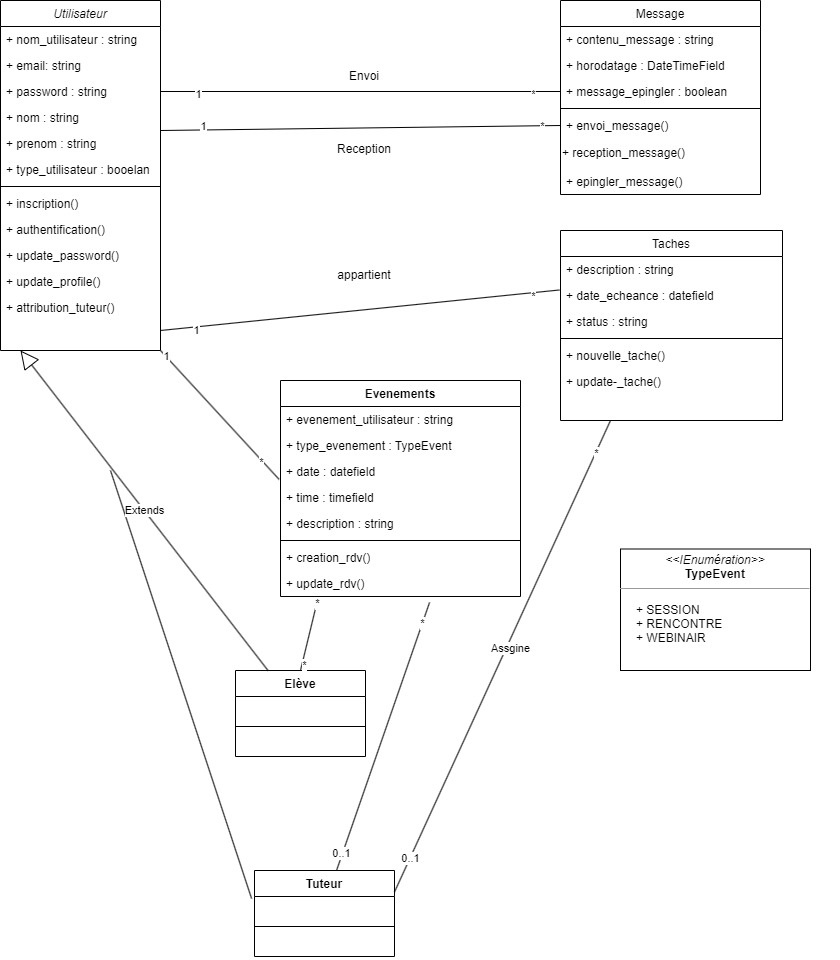 Utilisateur
+ nom_utilisateur : string
+ email: string
+ password : string
+ nom : string
+ prenom : string
+ type_utilisateur : booelan
+ inscription()
+ authentification()
+ update_password()
+ update_profile()
+ attribution_tuteur()
Message
+ contenu_message : string
+ horodatage : DateTimeField
+ message_epingler : boolean
+ envoi_message()
+ reception_message()
+ epingler_message()
Envoi
1
*
1
*
Reception
Taches
+ description : string
+ date_echeance : datefield
+ status : string
+ nouvelle_tache()
+ update-_tache()
appartient
1
*
1
*
Evenements
+ evenement_utilisateur : string
+ type_evenement : TypeEvent
+ date : datefield
+ time : timefield
+ description : string
+ creation_rdv()
+ update_rdv()
*
Extends
<<IEnumération>>
TypeEvent
+ SESSION
+ RENCONTRE
+ WEBINAIR
*
*
*
Assgine
Elève
0..1
0..1
Tuteur